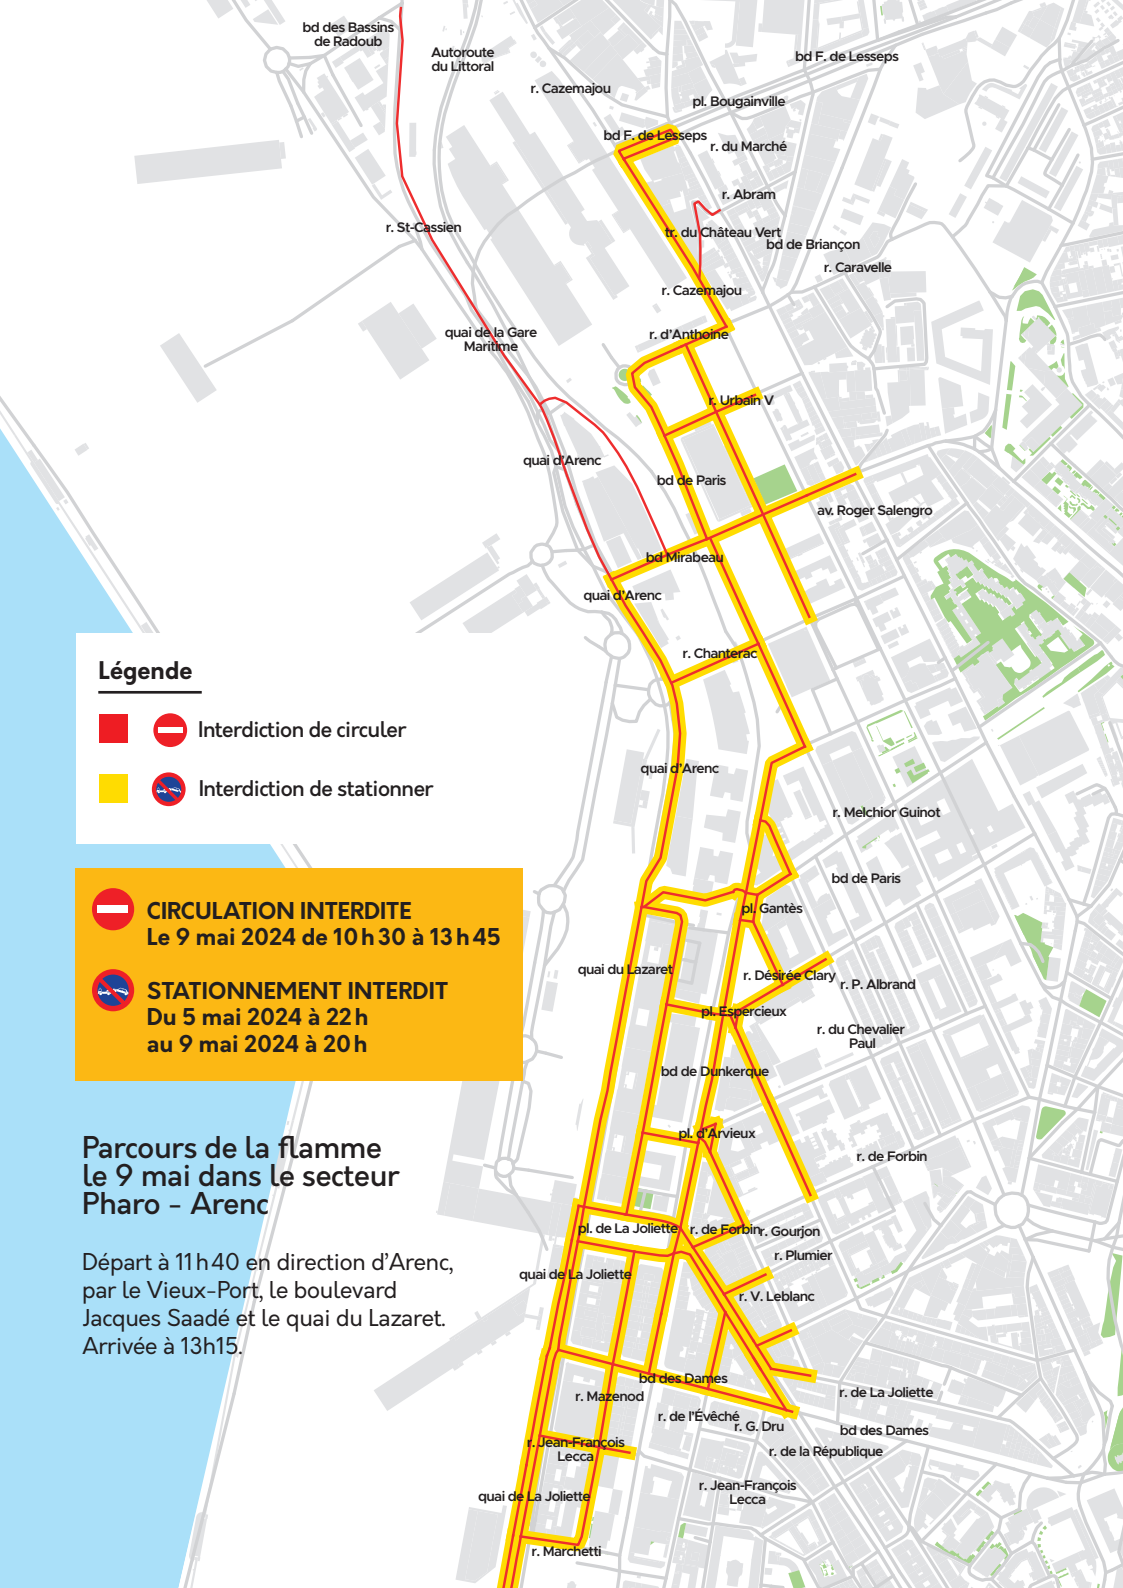 bd des Bassins
de Radoub
Autoroute
du Littoral
bd F. de Lesseps
r. Cazemajou
pl. Bougainville
bd F. de Lesseps
r. du Marché
r. Abram
r. St-Cassien
tr. du Château Vert
bd de Briançon
r. Caravelle
r. Cazemajou
quai de la Gare
Maritime
r. d'Anthoine
r. Urbain V
quai d'Arenc
bd de Paris
av. Roger Salengro
bd Mirabeau
quai d'Arenc
r. Chanterac
Légende
Interdiction de circuler
Interdiction de stationner
quai d'Arenc
r. Melchior Guinot
bd de Paris
pl. Gantès
CIRCULATION INTERDITE
Le 9 mai 2024 de 10 h 30 à 13 h 45
STATIONNEMENT INTERDIT
Du 5 mai 2024 à 22 h
au 9 mai 2024 à 20 h
quai du Lazaret
r. Désirée Clary
r. P. Albrand
pl. Espercieux
r. du Chevalier
Paul
bd de Dunkerque
pl. d'Arvieux
r. de Forbin
Parcours de la flamme
le 9 mai dans le secteur
Pharo - Arenc
Départ à 11 h 40 en direction d'Arenc,
par le Vieux-Port, le boulevard
Jacques Saadé et le quai du Lazaret.
Arrivée à 13h15.
pl. de La Joliette
r. de Forbin
r. Gourjon
r. Plumier
quai de La Joliette
r. V. Leblanc
bd des Dames
r. Mazenod
r. de La Joliette
r. de l'Évêché
r. G. Dru
bd des Dames
r. Jean-François
Lecca
r. de la République
r. Jean-François
Lecca
quai de La Joliette
r. Marchetti